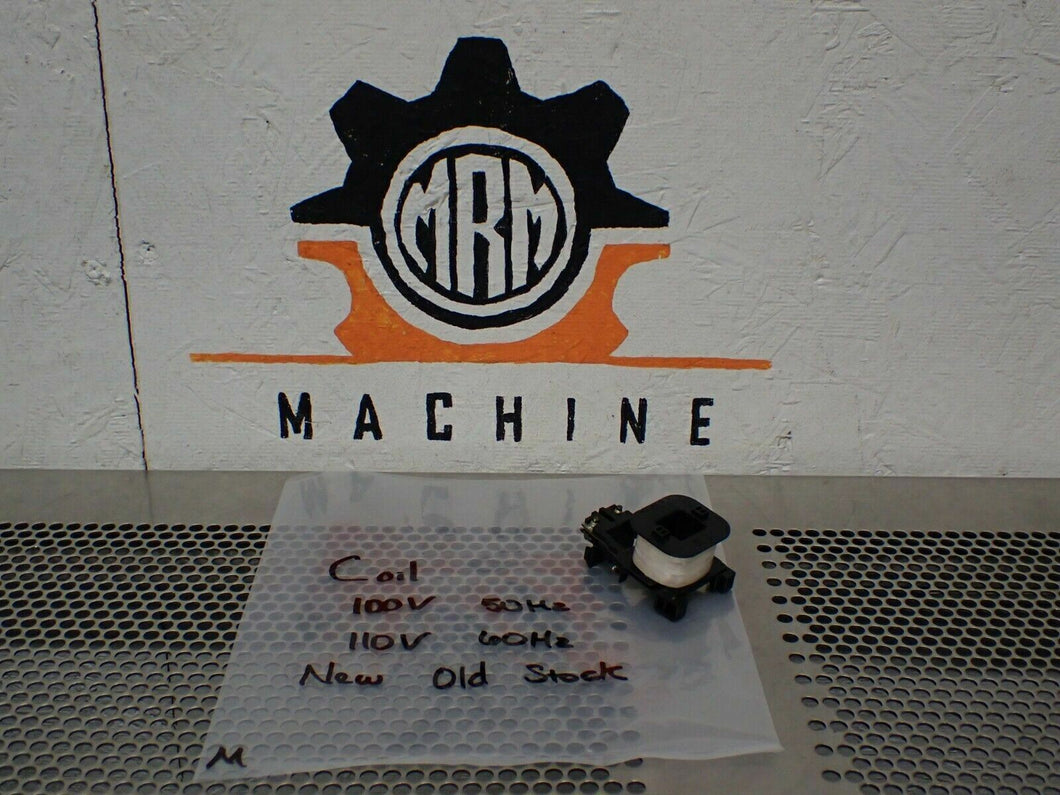 MRM
MACHINE
Coil
100V 50Hz
110V 60Hz
New Old Stock
M